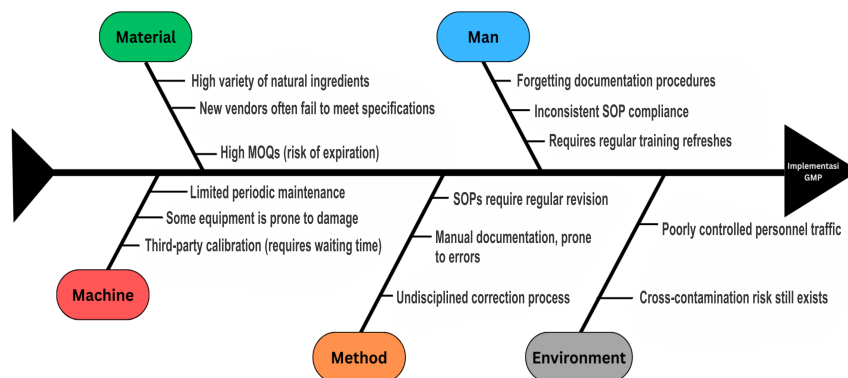 Material
High variety of natural ingredients
New vendors often fail to meet specifications
High MOQs (risk of expiration)
Man
Forgetting documentation procedures
Inconsistent SOP compliance
Requires regular training refreshes
Implementasi
GMP
Limited periodic maintenance
Some equipment is prone to damage
Third-party calibration (requires waiting time)
Machine
SOPs require regular revision
Manual documentation, prone
to errors
Undisciplined correction process
Method
Poorly controlled personnel traffic
Cross-contamination risk still exists
Environment